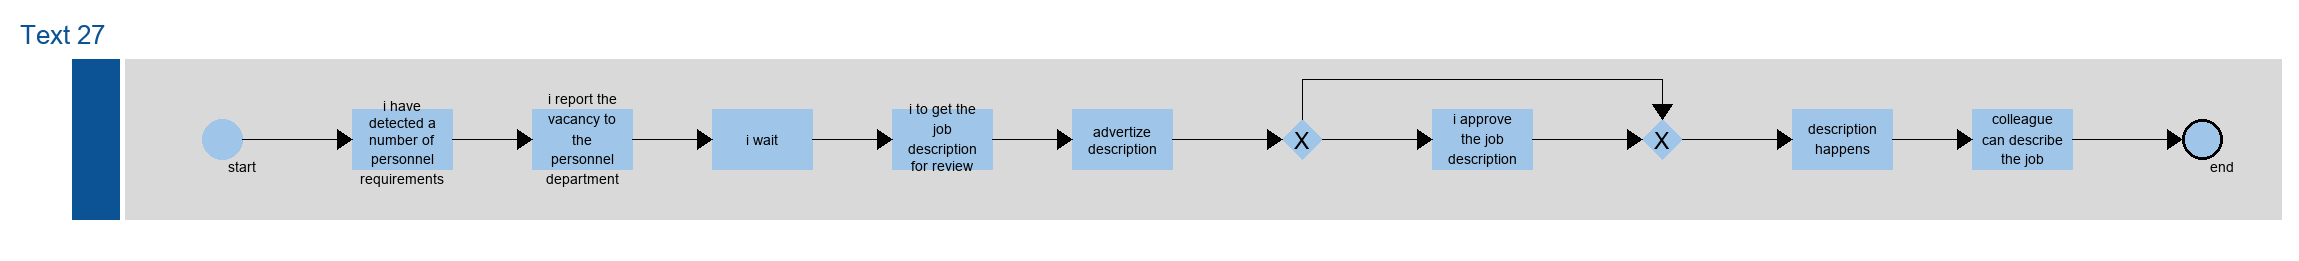 Text 27
start
i have
detected a
number of
personnel
requirements
i report the
vacancy to
the
personnel
department
i wait
i to get the
job
description
for review
advertize
description
X
i approve
the job
description
X
description
happens
colleague
can describe
the job
end